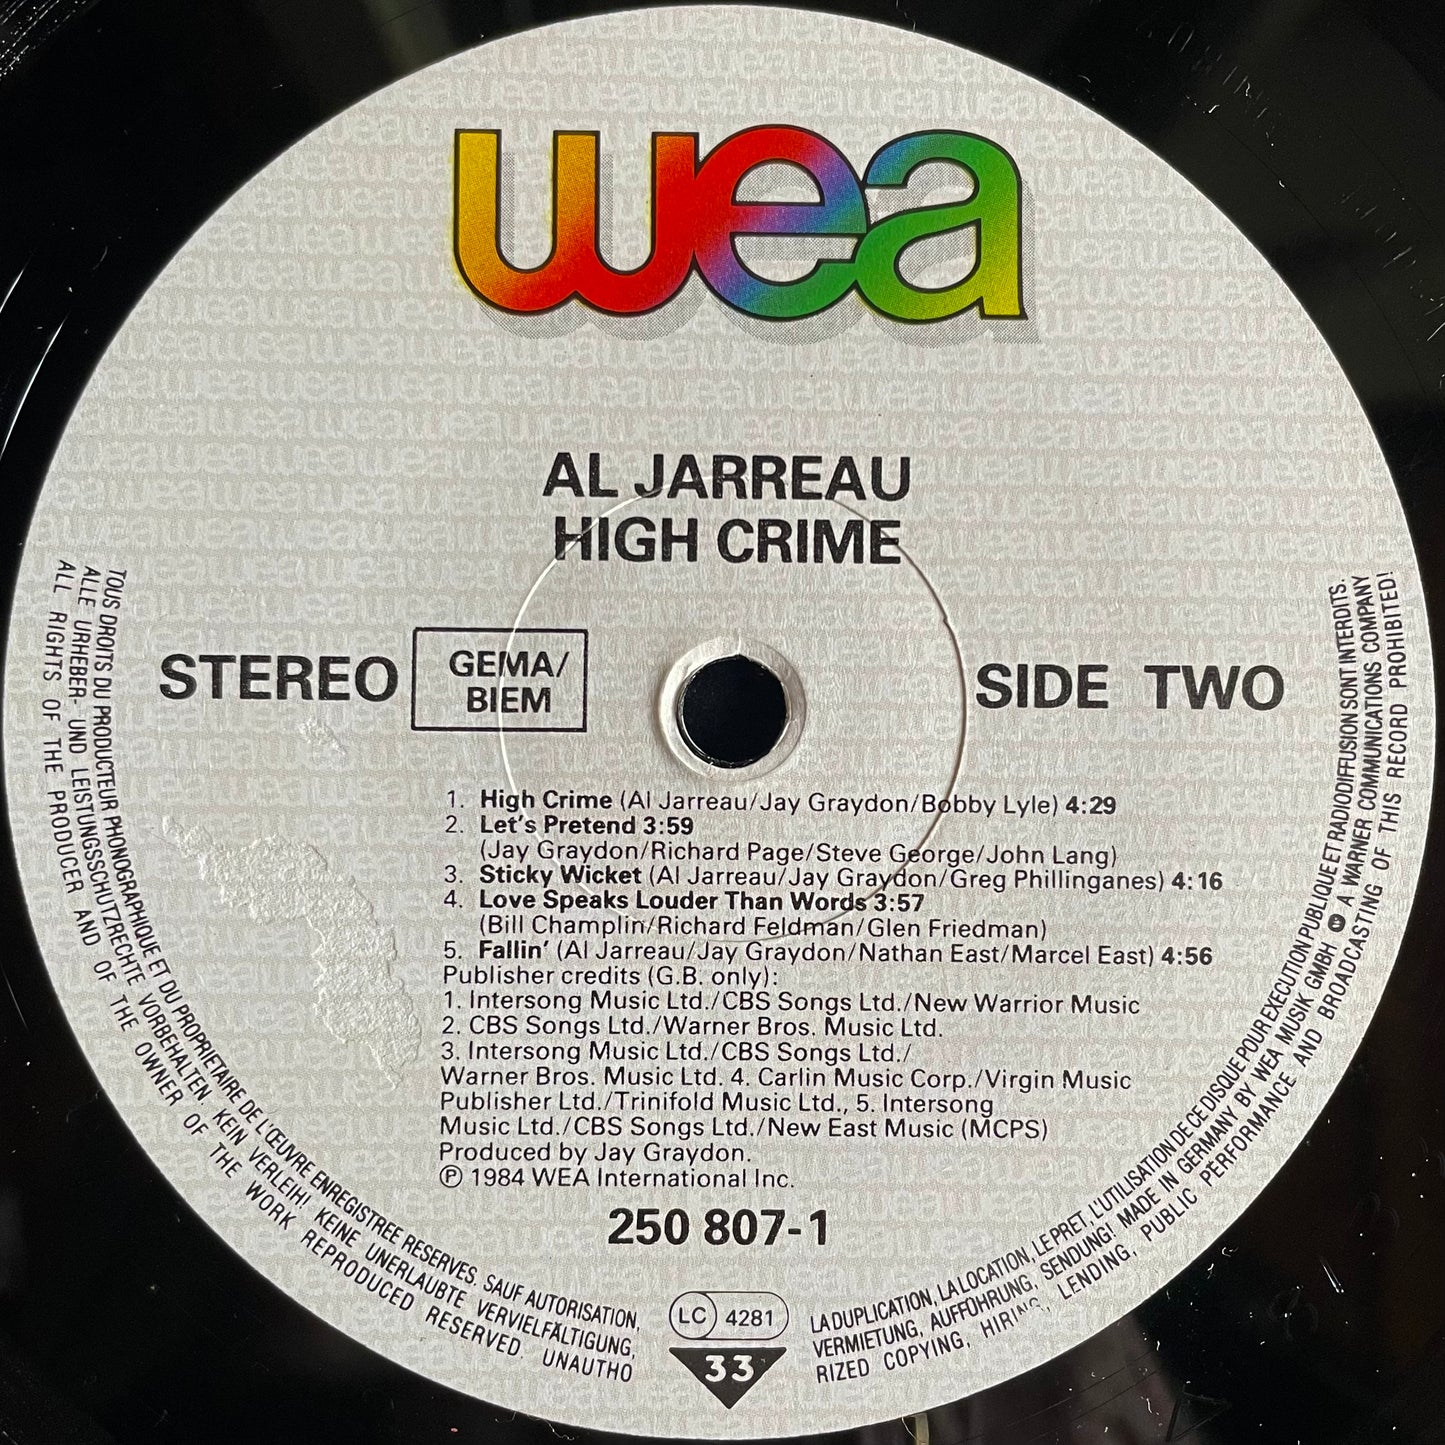 wea
AL JARREAU
HIGH CRIME
STEREO
GEMA/
BIEM
SIDE TWO
1. High Crime (Al Jarreau/Jay Graydon/Bobby Lyle) 4:29
2. Let's Pretend 3:59
(Jay Graydon/Richard Page/Steve George/John Lang)
3. Sticky Wicket (Al Jarreau/Jay Graydon/Greg Phillinganes) 4:16
4. Love Speaks Louder Than Words 3:57
(Bill Champlin/Richard Feldman/Glen Friedman)
5. Fallin' (Al Jarreau/Jay Graydon/Nathan East/Marcel East) 4:56
Publisher credits (G.B. only):
1. Intersong Music Ltd./CBS Songs Ltd./New Warrior Music
2. CBS Songs Ltd./Warner Bros. Music Ltd.
3. Intersong Music Ltd./CBS Songs Ltd./
Warner Bros. Music Ltd. 4. Carlin Music Corp./Virgin Music
Publisher Ltd./Trinifold Music Ltd., 5. Intersong
Music Ltd./CBS Songs Ltd./New East Music (MCPS)
Produced by Jay Graydon.
℗ 1984 WEA International Inc.
250 807-1
LC 4281
33
TOUS DROITS DU PRODUCTEUR PHONOGRAPHIQUE ET DU PROPRIETAIRE DE L'ŒUVRE ENREGISTREE RESERVES. SAUF AUTORISATION, LA DUPLICATION, LA LOCATION, LE PRET, L'UTILISATION DE CE DISQUE POUR EXECUTION PUBLIQUE ET RADIODIFFUSION SONT INTERDITS.
ALLE URHEBER- UND LEISTUNGSSCHUTZRECHTE VORBEHALTEN KEIN VERLEIH! KEINE UNERLAUBTE VERVIELFÄLTIGUNG, VERMIETUNG, AUFFÜHRUNG, SENDUNG! MADE IN GERMANY BY WEA MUSIK GMBH A WARNER COMMUNICATIONS COMPANY
ALL RIGHTS OF THE PRODUCER AND OF THE OWNER OF THE WORK REPRODUCED RESERVED. UNAUTHORIZED COPYING, HIRING, LENDING, PUBLIC PERFORMANCE AND BROADCASTING OF THIS RECORD PROHIBITED!